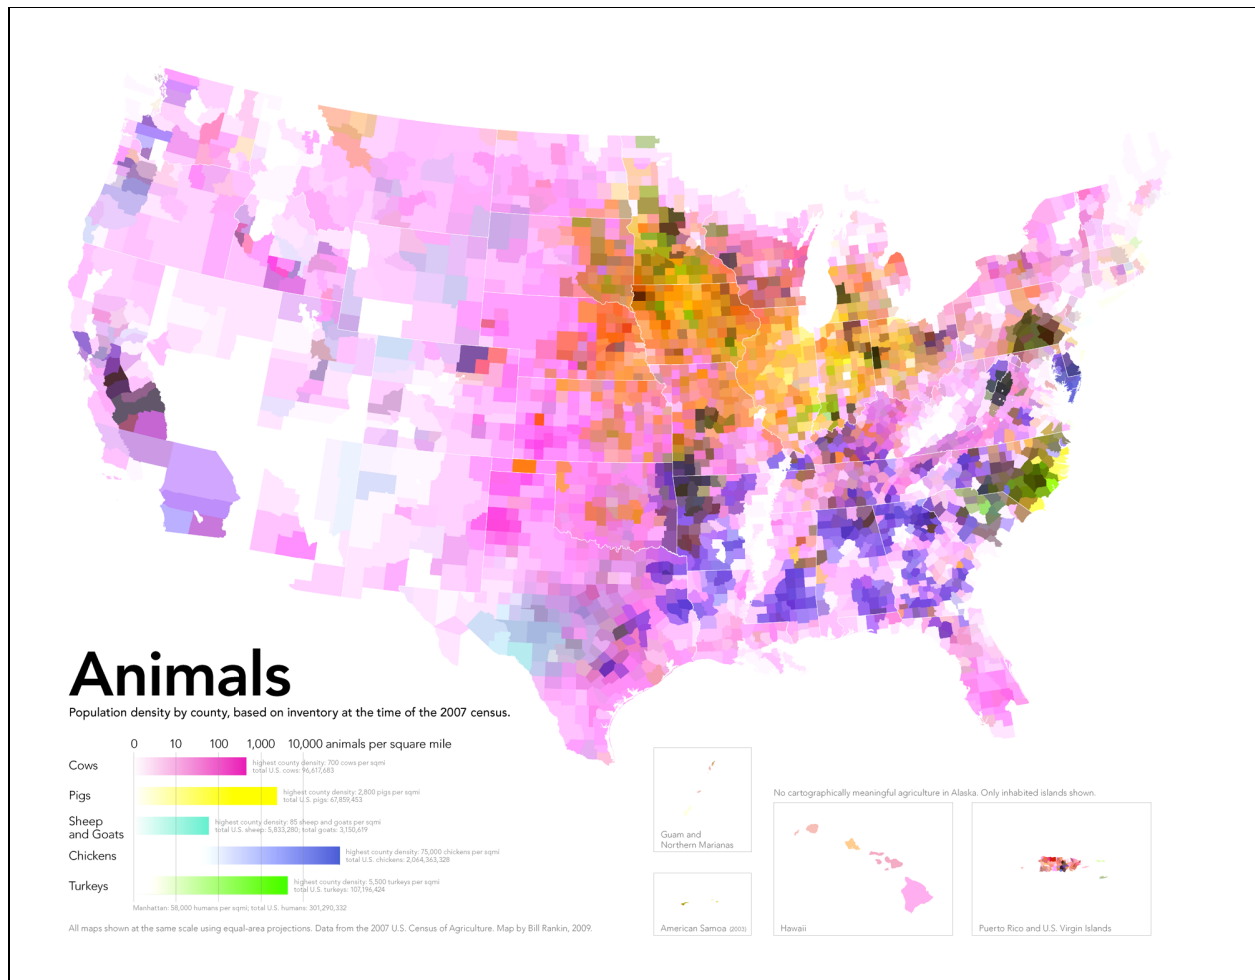 Animals
Population density by county, based on inventory at the time of the 2007 census.
0 10 100 1,000 10,000 animals per square mile
Cows
highest county density: 700 cows per sqmi
total U.S. cows: 96,617,683
Pigs
highest county density: 2,800 pigs per sqmi
total U.S. pigs: 67,859,453
Sheep
and Goats
highest county density: 85 sheep and goats per sqmi
total U.S. sheep: 5,833,280; total goats: 3,150,619
Chickens
highest county density: 75,000 chickens per sqmi
total U.S. chickens: 2,064,363,328
Turkeys
highest county density: 5,500 turkeys per sqmi
total U.S. turkeys: 107,196,424
Manhattan: 58,000 humans per sqmi; total U.S. humans: 301,290,332
All maps shown at the same scale using equal-area projections. Data from the 2007 U.S. Census of Agriculture. Map by Bill Rankin, 2009.
Guam and
Northern Marianas
American Samoa (2003)
No cartographically meaningful agriculture in Alaska. Only inhabited islands shown.
Hawaii
Puerto Rico and U.S. Virgin Islands